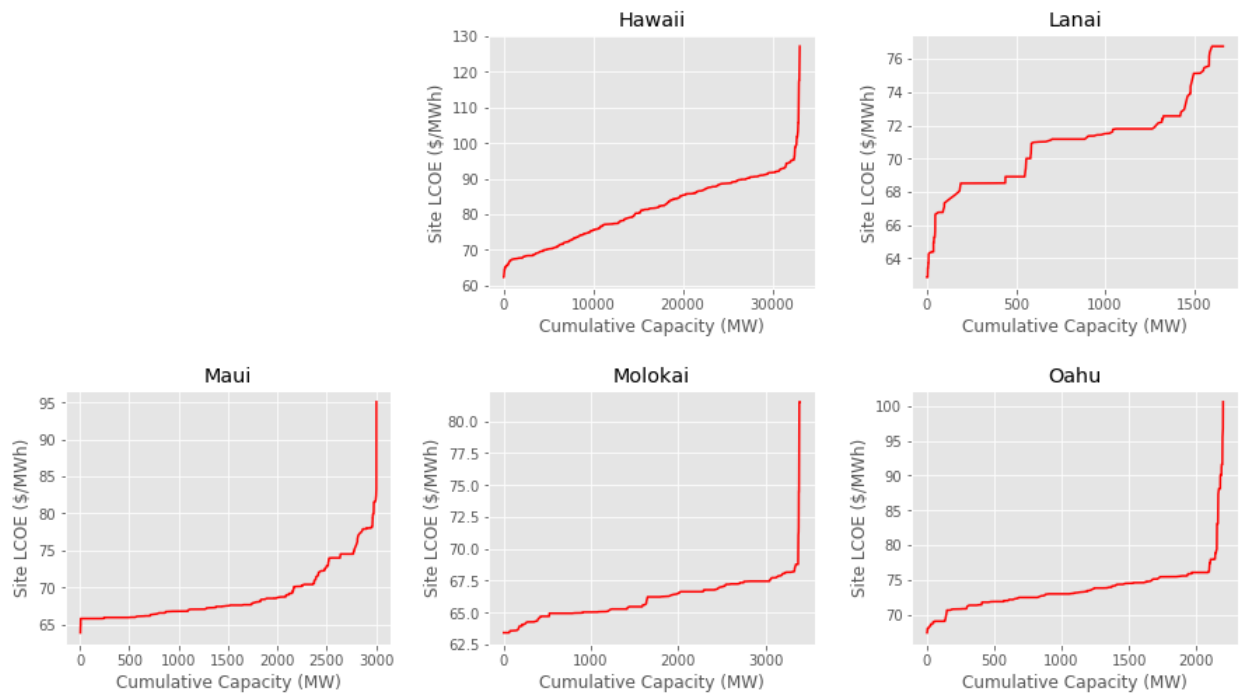 Hawaii
Site LCOE ($/MWh)
130
120
110
100
90
80
70
60
0 10000 20000 30000
Cumulative Capacity (MW)
Lanai
Site LCOE ($/MWh)
76
74
72
70
68
66
64
0 500 1000 1500
Cumulative Capacity (MW)
Maui
Site LCOE ($/MWh)
95
90
85
80
75
70
65
0 500 1000 1500 2000 2500 3000
Cumulative Capacity (MW)
Molokai
Site LCOE ($/MWh)
80.0
77.5
75.0
72.5
70.0
67.5
65.0
62.5
0 1000 2000 3000
Cumulative Capacity (MW)
Oahu
Site LCOE ($/MWh)
100
95
90
85
80
75
70
0 500 1000 1500 2000
Cumulative Capacity (MW)